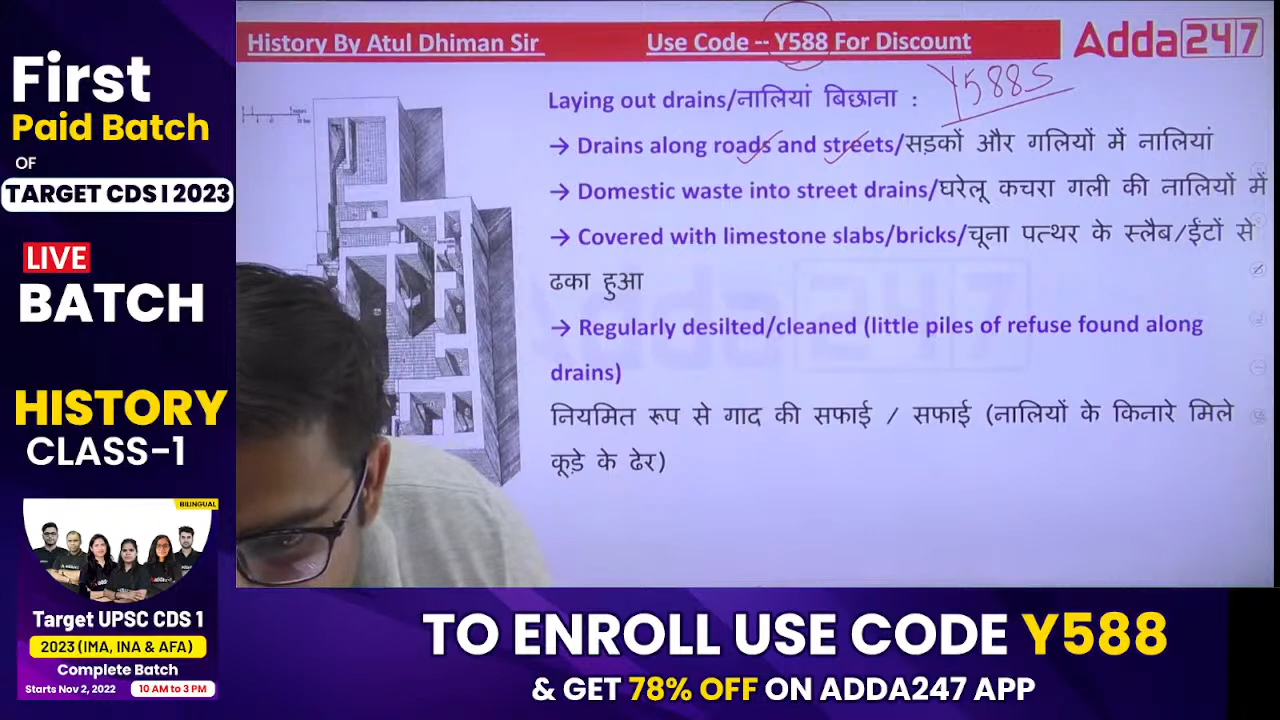 First
Paid Batch
OF
TARGET CDS I 2023
LIVE
BATCH
HISTORY
CLASS-1
BILINGUAL
Target UPSC CDS 1
2023 (IMA, INA & AFA)
Complete Batch
Starts Nov 2, 2022 10 AM to 3 PM
History By Atul Dhiman Sir Use Code -- Y588 For Discount
Adda247
Y588S
Laying out drains/नालियां बिछाना :
→ Drains along roads and streets/सड़कों और गलियों में नालियां
→ Domestic waste into street drains/घरेलू कचरा गली की नालियों में
→ Covered with limestone slabs/bricks/चूना पत्थर के स्लैब/ईंटों से
ढका हुआ
→ Regularly desilted/cleaned (little piles of refuse found along
drains)
नियमित रूप से गाद की सफाई / सफाई (नालियों के किनारे मिले
कूड़े के ढेर)
Adda247
TO ENROLL USE CODE Y588
& GET 78% OFF ON ADDA247 APP